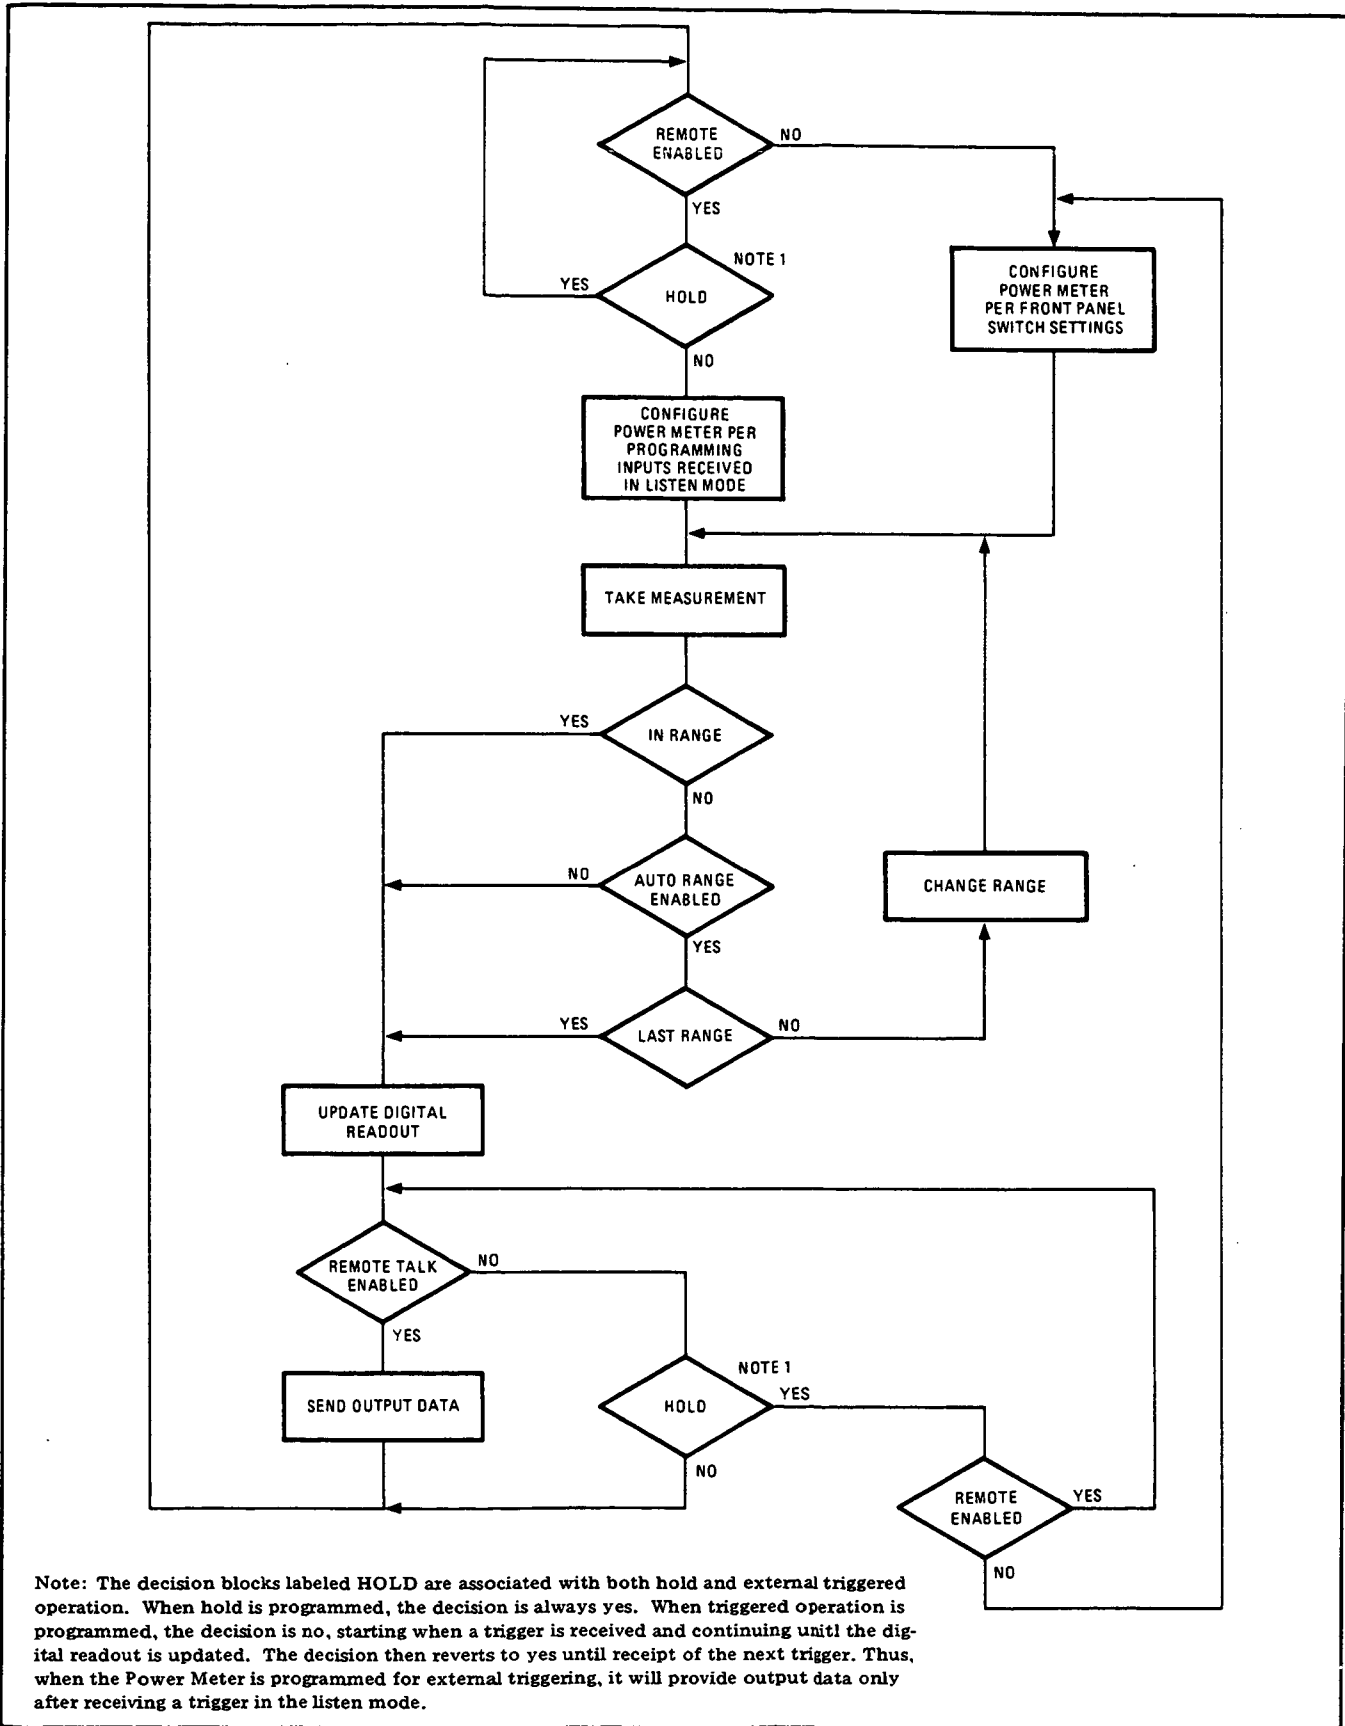 REMOTE
ENABLED
NO
YES
NOTE 1
YES
HOLD
NO
CONFIGURE
POWER METER
PER FRONT PANEL
SWITCH SETTINGS
CONFIGURE
POWER METER PER
PROGRAMMING
INPUTS RECEIVED
IN LISTEN MODE
TAKE MEASUREMENT
YES
IN RANGE
NO
NO
AUTO RANGE
ENABLED
YES
CHANGE RANGE
YES
LAST RANGE
NO
UPDATE DIGITAL
READOUT
REMOTE TALK
ENABLED
NO
YES
SEND OUTPUT DATA
NOTE 1
HOLD
YES
NO
REMOTE
ENABLED
YES
NO
Note: The decision blocks labeled HOLD are associated with both hold and external triggered
operation. When hold is programmed, the decision is always yes. When triggered operation is
programmed, the decision is no, starting when a trigger is received and continuing unitl the dig-
ital readout is updated. The decision then reverts to yes until receipt of the next trigger. Thus,
when the Power Meter is programmed for external triggering, it will provide output data only
after receiving a trigger in the listen mode.